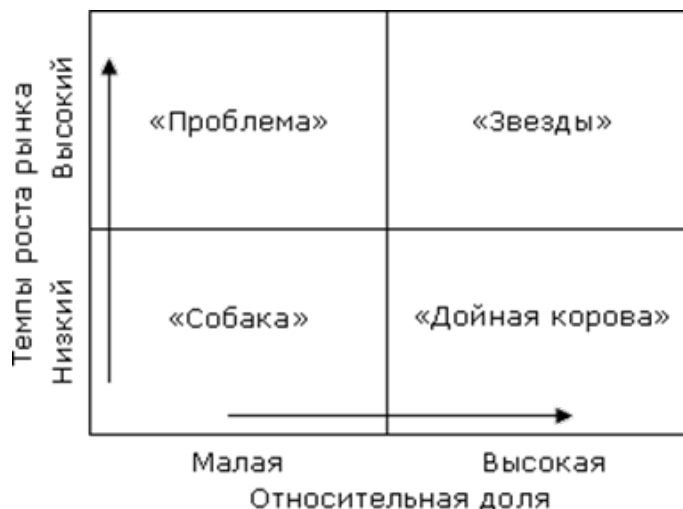 Темпы роста рынка
Высокий
Низкий
«Проблема»
«Звезды»
«Собака»
«Дойная корова»
Малая
Высокая
Относительная доля